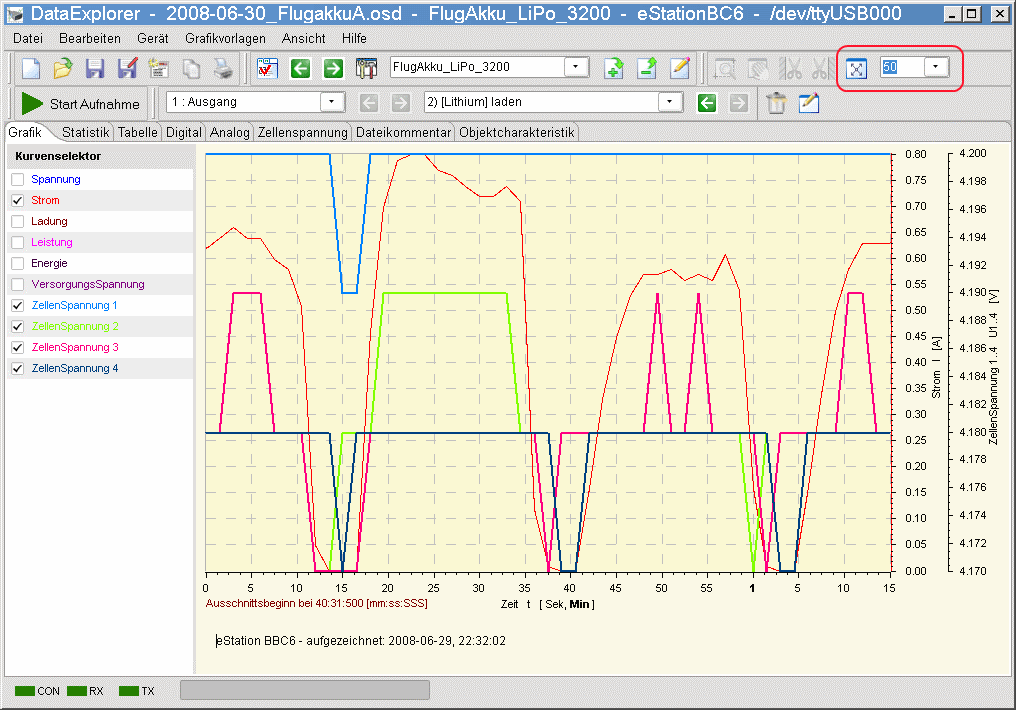 DataExplorer - 2008-06-30_FlugakkuA.osd - FlugAkku_LiPo_3200 - eStationBC6 - /dev/ttyUSB000
Datei Bearbeiten Gerät Grafikvorlagen Ansicht Hilfe
FlugAkku_LiPo_3200 50
Start Aufnahme 1 : Ausgang 2) [Lithium] laden
Grafik Statistik Tabelle Digital Analog Zellenspannung Dateikommentar Objektcharakteristik
Kurvenselektor
Spannung
Strom
Ladung
Leistung
Energie
VersorgungsSpannung
ZellenSpannung 1
ZellenSpannung 2
ZellenSpannung 3
ZellenSpannung 4
0.80
0.75
0.70
0.65
0.60
0.55
0.50
0.45
0.40
0.35
0.30
0.25
0.20
0.15
0.10
0.05
0.00
Strom I [A]
4.200
4.198
4.196
4.194
4.192
4.190
4.188
4.186
4.184
4.182
4.180
4.178
4.176
4.174
4.172
4.170
ZellenSpannung 1..4 U1..4 [V]
0 5 10 15 20 25 30 35 40 45 50 55 1 5 10 15
Ausschnittsbeginn bei 40:31:500 [mm:ss:SSS] Zeit t [ Sek, Min ]
eStation BBC6 - aufgezeichnet: 2008-06-29, 22:32:02
CON RX TX